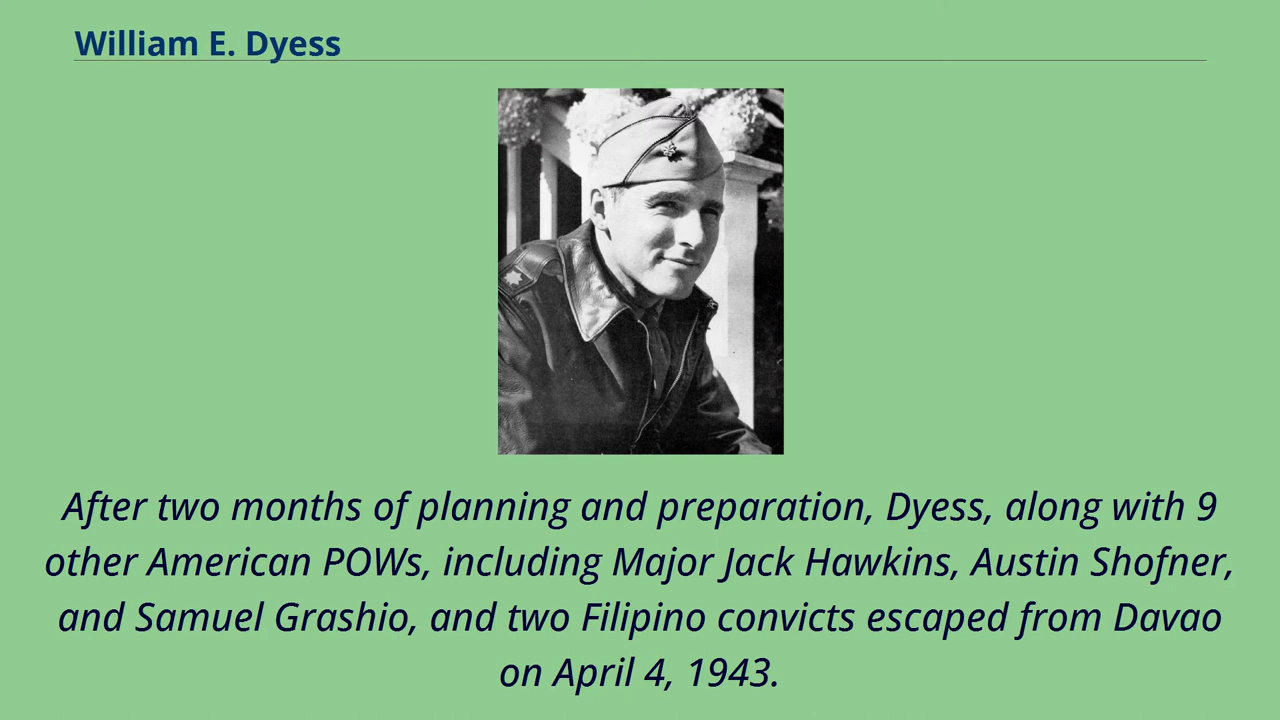 William E. Dyess
After two months of planning and preparation, Dyess, along with 9
other American POWs, including Major Jack Hawkins, Austin Shofner,
and Samuel Grashio, and two Filipino convicts escaped from Davao
on April 4, 1943.